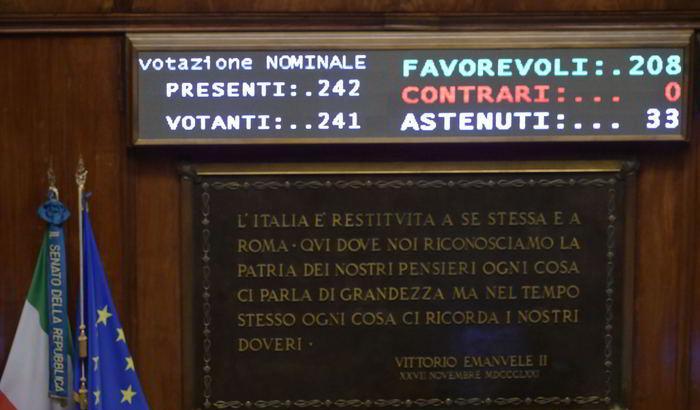 votazione NOMINALE
PRESENTI:.242
VOTANTI:..241
FAVOREVOLI:.208
CONTRARI:... 0
ASTENUTI:... 33
L'ITALIA E' RESTITVITA A SE STESSA E A
ROMA · QVI DOVE NOI RICONOSCIAMO LA
PATRIA DEI NOSTRI PENSIERI OGNI COSA
CI PARLA DI GRANDEZZA MA NEL TEMPO
STESSO OGNI COSA CI RICORDA I NOSTRI
DOVERI ·
VITTORIO EMANVELE II
XXVII NOVEMBRE MDCCCLXXI
IL SENATO DELLA REPUBBLICA